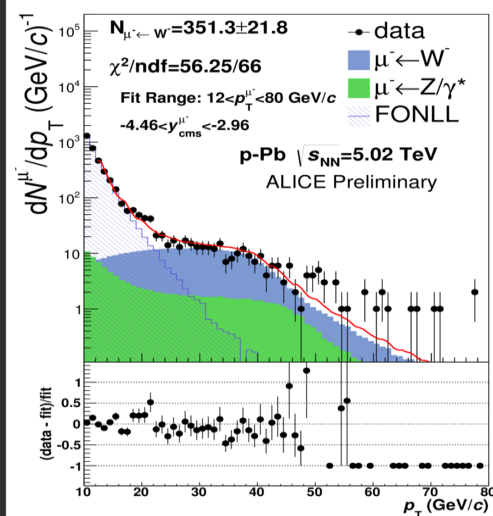 N_μ⁻← W⁻=351.3±21.8
χ²/ndf=56.25/66
Fit Range: 12<p_T^μ⁻<80 GeV/c
-4.46<y_cms^μ⁻<-2.96
data
μ⁻←W⁻
μ⁻←Z/γ*
FONLL
p-Pb √s_NN=5.02 TeV
ALICE Preliminary
dN^μ⁻/dp_T (GeV/c)⁻¹
10⁵
10⁴
10³
10²
10
1
(data - fit)/fit
1
0.5
0
-0.5
-1
10 20 30 40 50 60 70 80
p_T (GeV/c)